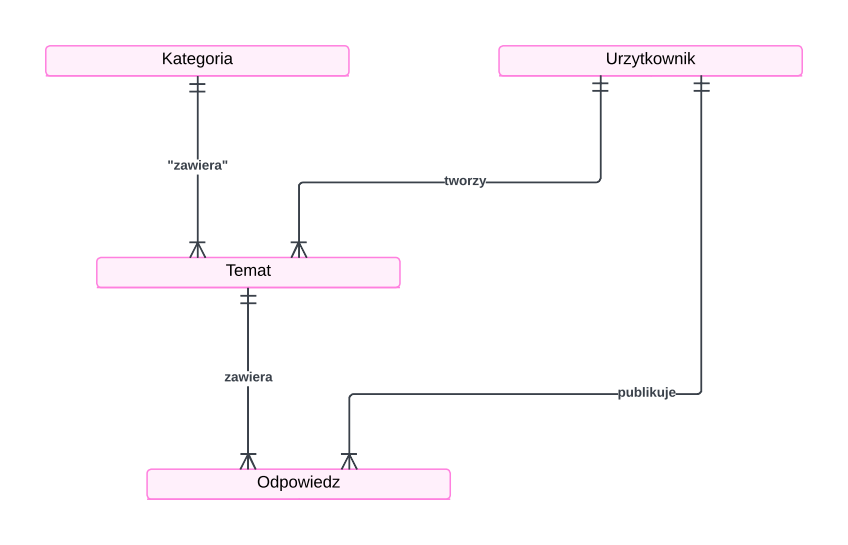 Kategoria
Urzytkownik
"zawiera"
tworzy
Temat
zawiera
publikuje
Odpowiedz